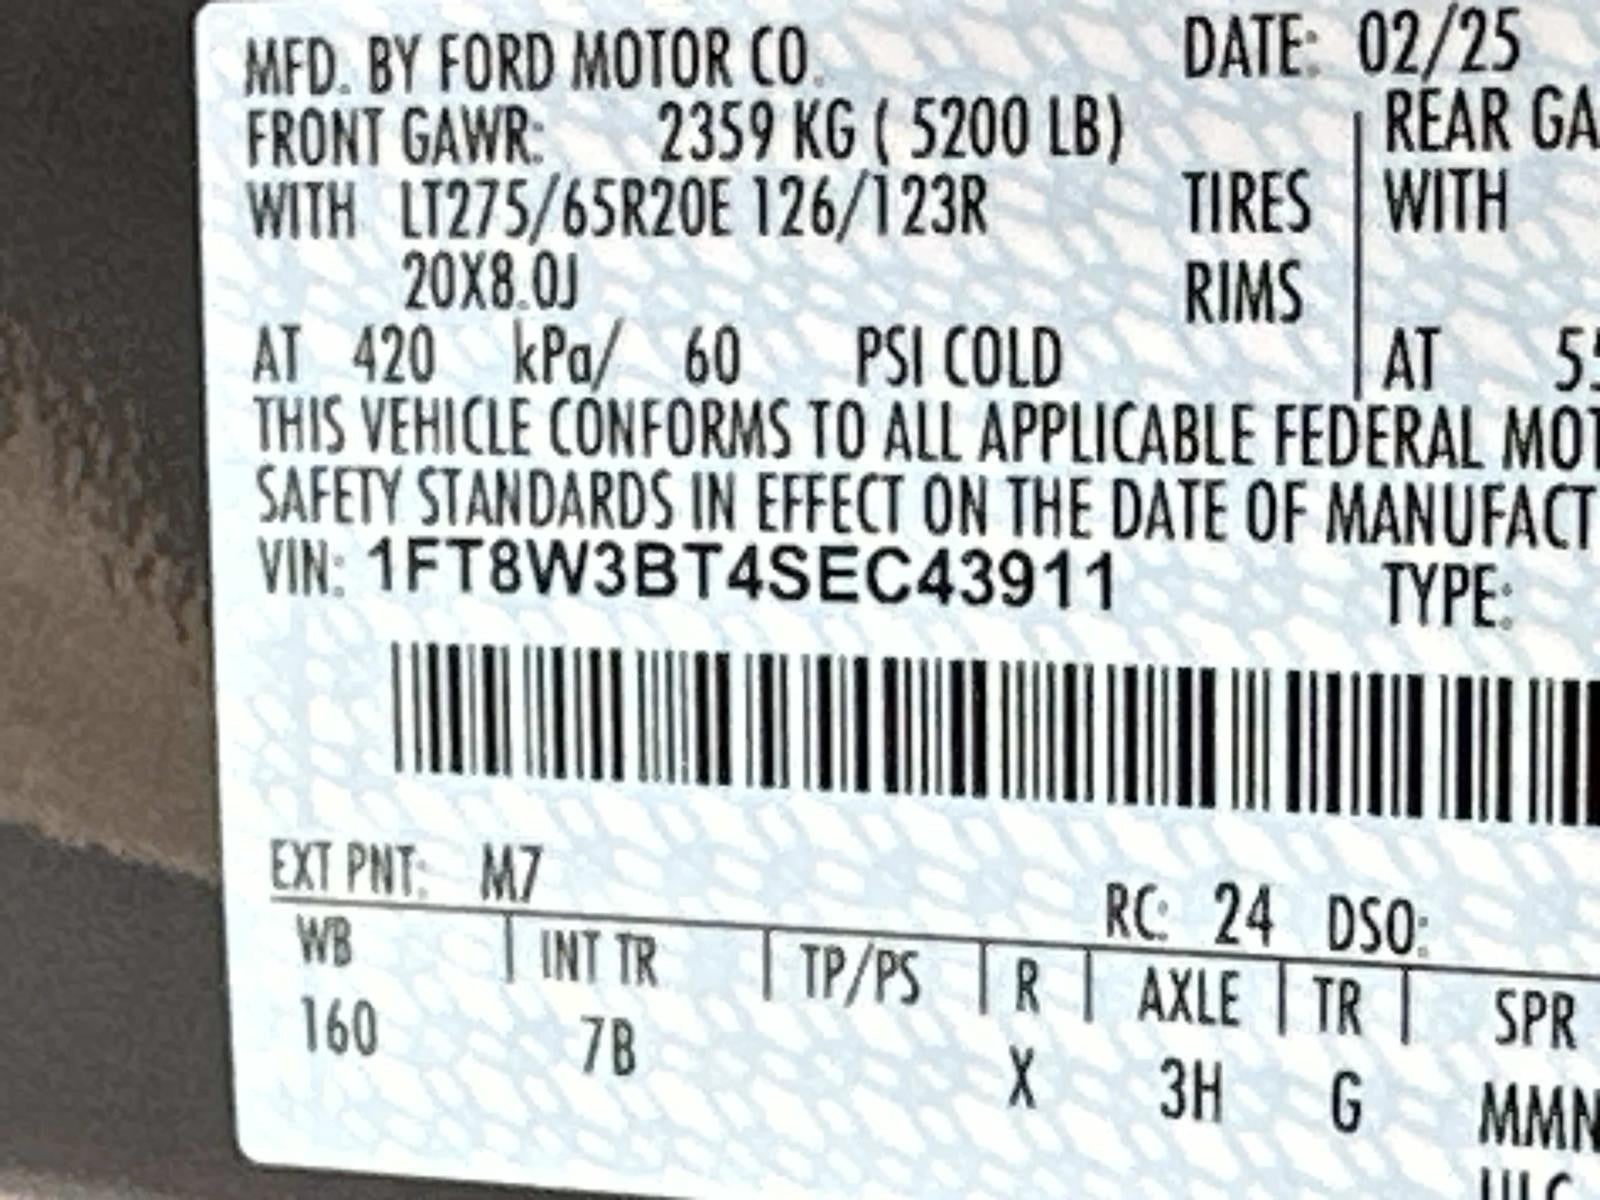 MFD. BY FORD MOTOR CO. DATE: 02/25
FRONT GAWR: 2359 KG ( 5200 LB) REAR GA
WITH LT275/65R20E 126/123R TIRES WITH
20X8.0J RIMS
AT 420 kPa/ 60 PSI COLD AT 55
THIS VEHICLE CONFORMS TO ALL APPLICABLE FEDERAL MOT
SAFETY STANDARDS IN EFFECT ON THE DATE OF MANUFACT
VIN: 1FT8W3BT4SEC43911 TYPE:
EXT PNT: M7 RC: 24 DSO:
WB INT TR TP/PS R AXLE TR SPR
160 7B X 3H G MMN